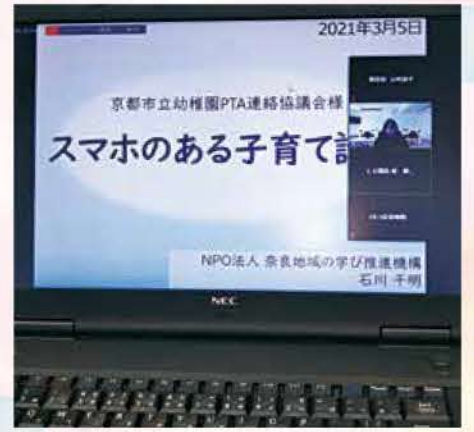 2021年3月5日
京都市立幼稚園PTA連絡協議会様
スマホのある子育て
NPO法人 奈良地域の学び推進機構
石川 千明
NEC